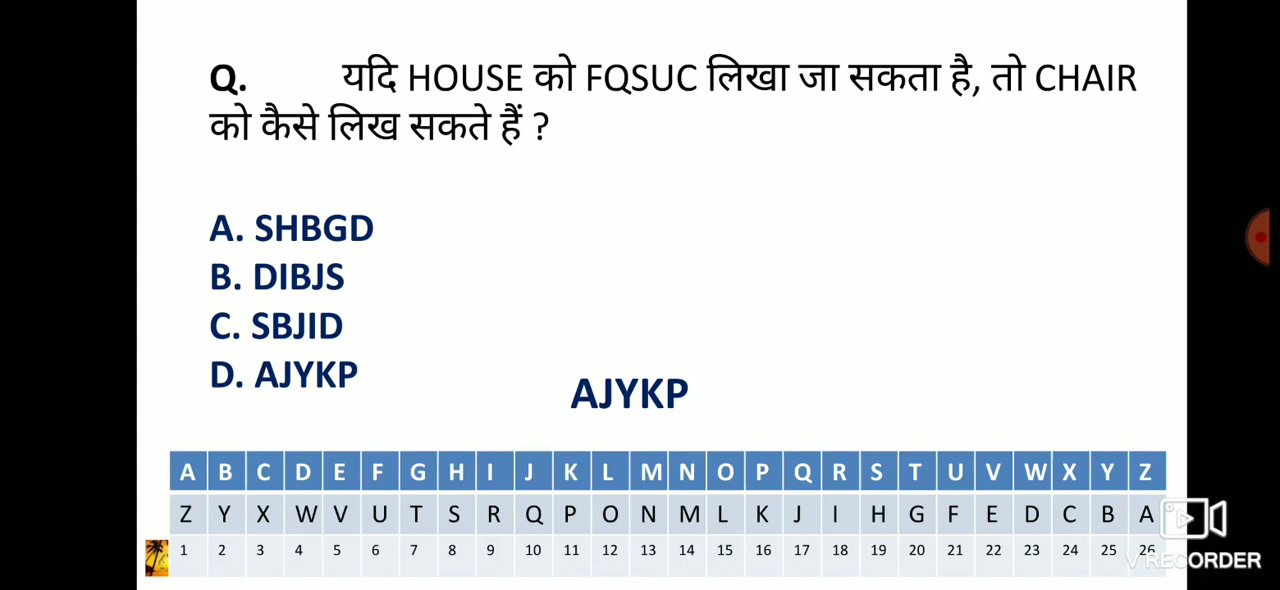 Q. यदि HOUSE को FQSUC लिखा जा सकता है, तो CHAIR
को कैसे लिख सकते हैं ?
A. SHBGD
B. DIBJS
C. SBJID
D. AJYKP
AJYKP
A B C D E F G H I J K L M N O P Q R S T U V W X Y Z
Z Y X W V U T S R Q P O N M L K J I H G F E D C B A
1 2 3 4 5 6 7 8 9 10 11 12 13 14 15 16 17 18 19 20 21 22 23 24 25 26
V RECORDER